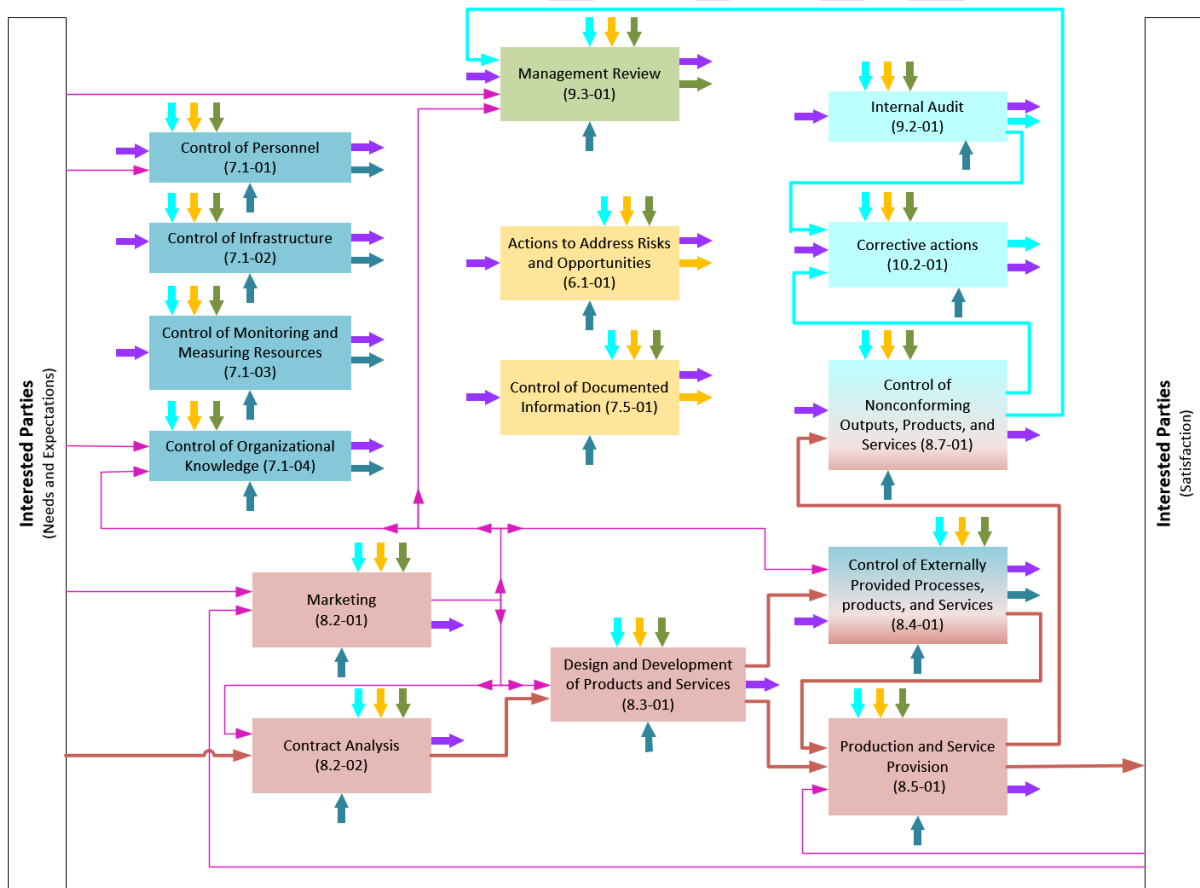 Interested Parties
(Needs and Expectations)
Management Review
(9.3-01)
Internal Audit
(9.2-01)
Control of Personnel
(7.1-01)
Control of Infrastructure
(7.1-02)
Actions to Address Risks
and Opportunities
(6.1-01)
Corrective actions
(10.2-01)
Control of Monitoring and
Measuring Resources
(7.1-03)
Control of Documented
Information (7.5-01)
Control of
Nonconforming
Outputs, Products, and
Services (8.7-01)
Control of Organizational
Knowledge (7.1-04)
Marketing
(8.2-01)
Control of Externally
Provided Processes,
products, and Services
(8.4-01)
Design and Development
of Products and Services
(8.3-01)
Contract Analysis
(8.2-02)
Production and Service
Provision
(8.5-01)
Interested Parties
(Satisfaction)